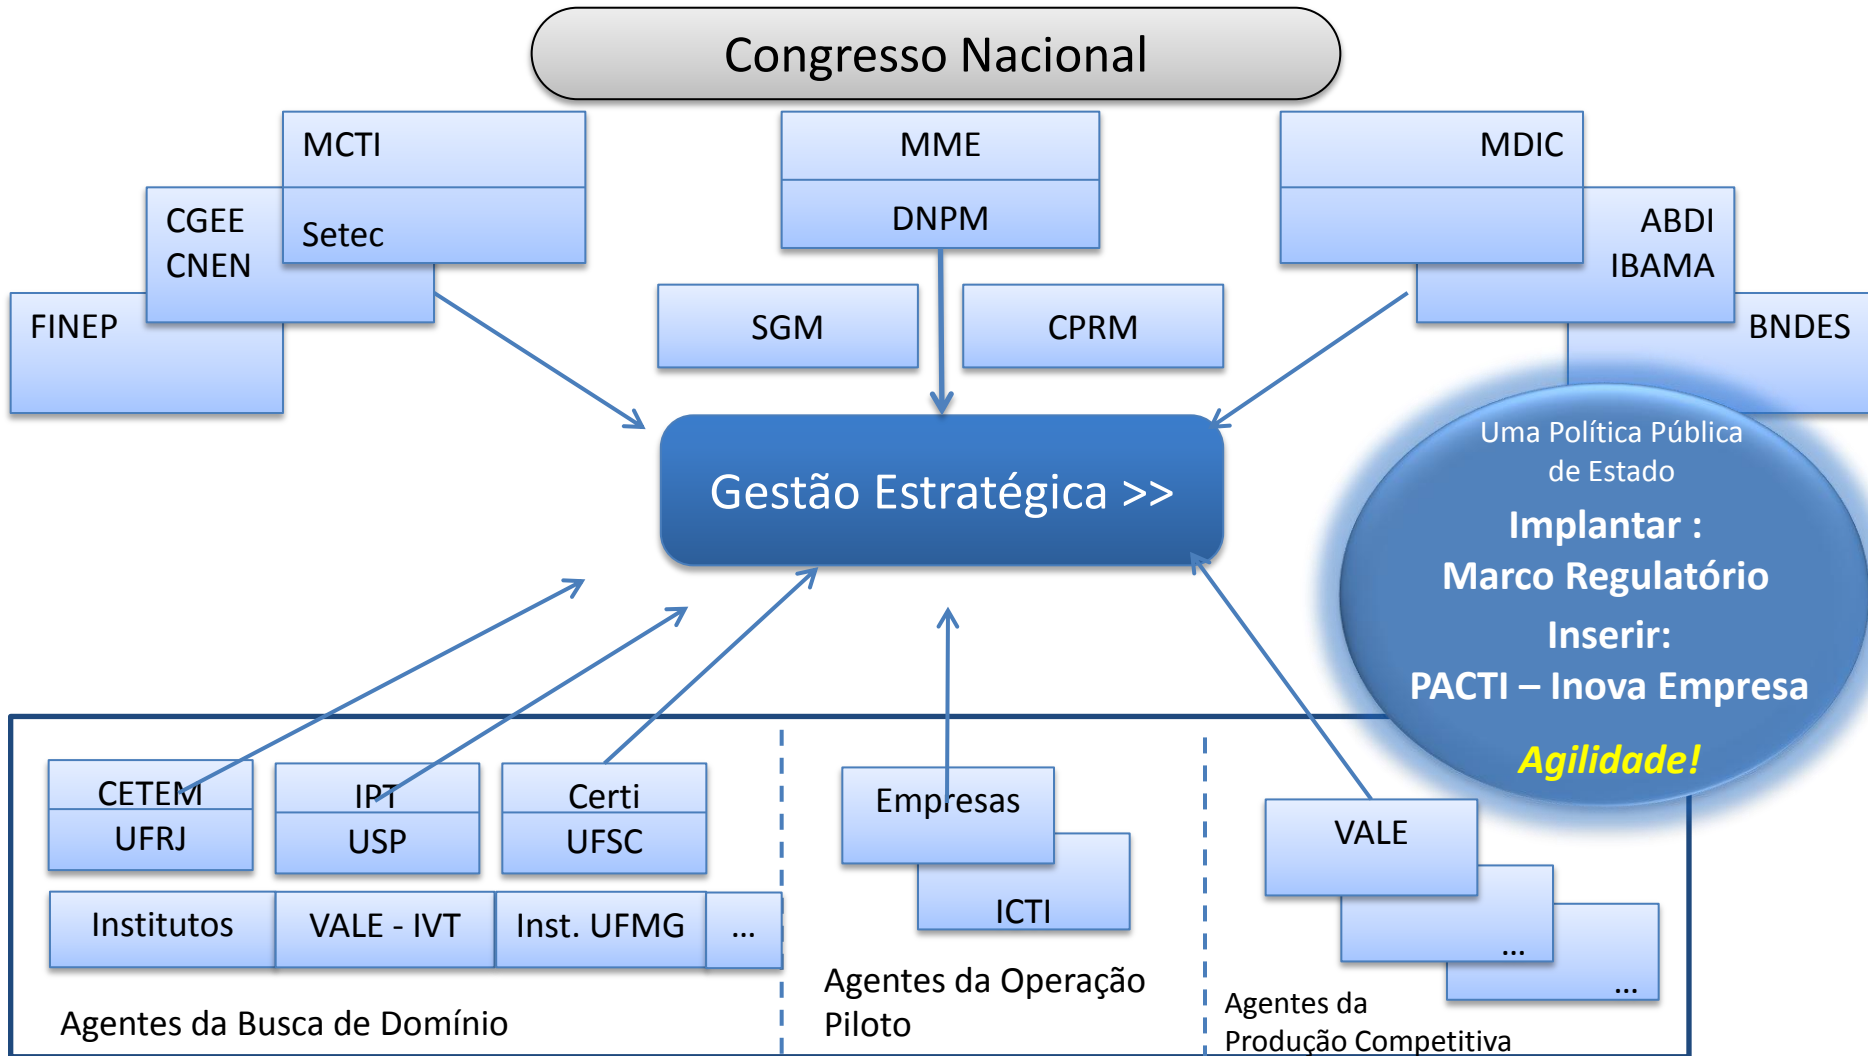 Congresso Nacional
MCTI
Setec
CGEE
CNEN
FINEP
MME
DNPM
SGM
CPRM
MDIC
ABDI
IBAMA
BNDES
Gestão Estratégica >>
Uma Política Pública
de Estado
Implantar :
Marco Regulatório
Inserir:
PACTI – Inova Empresa
Agilidade!
CETEM
UFRJ
IPT
USP
Certi
UFSC
Institutos
VALE - IVT
Inst. UFMG
...
Agentes da Busca de Domínio
Empresas
ICTI
Agentes da Operação
Piloto
VALE
...
...
Agentes da
Produção Competitiva